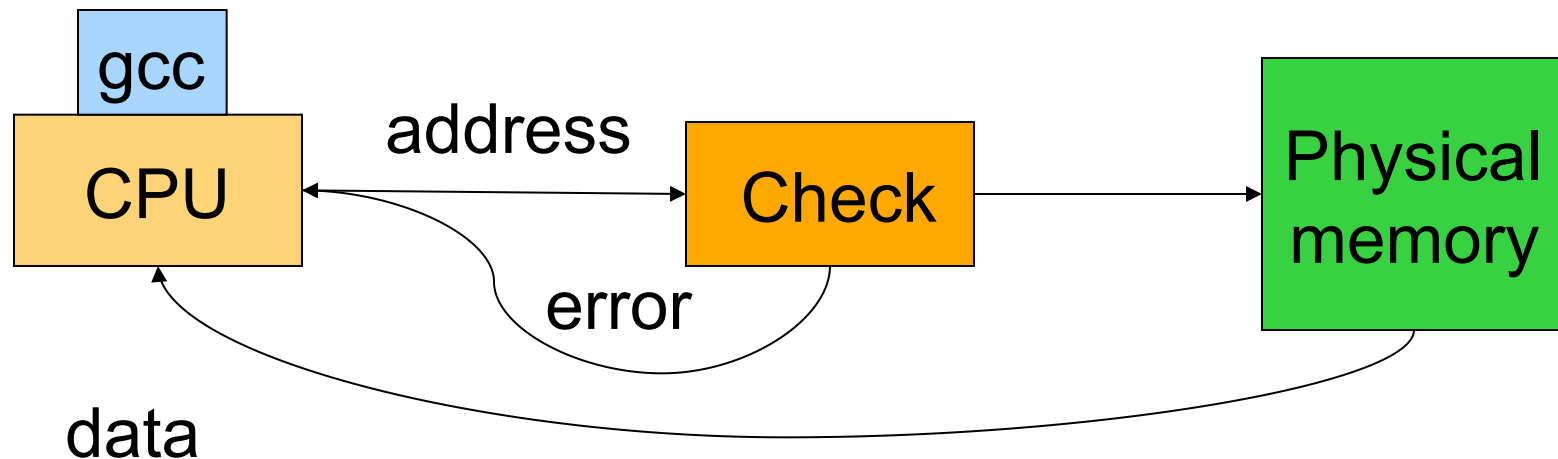 gcc
CPU
address
Check
Physical
memory
error
data